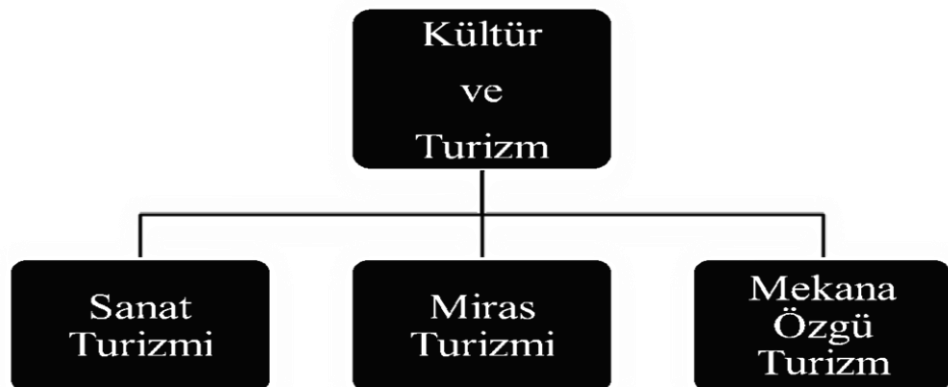 Kültür
ve
Turizm
Sanat
Turizmi
Miras
Turizmi
Mekana
Özgü
Turizm